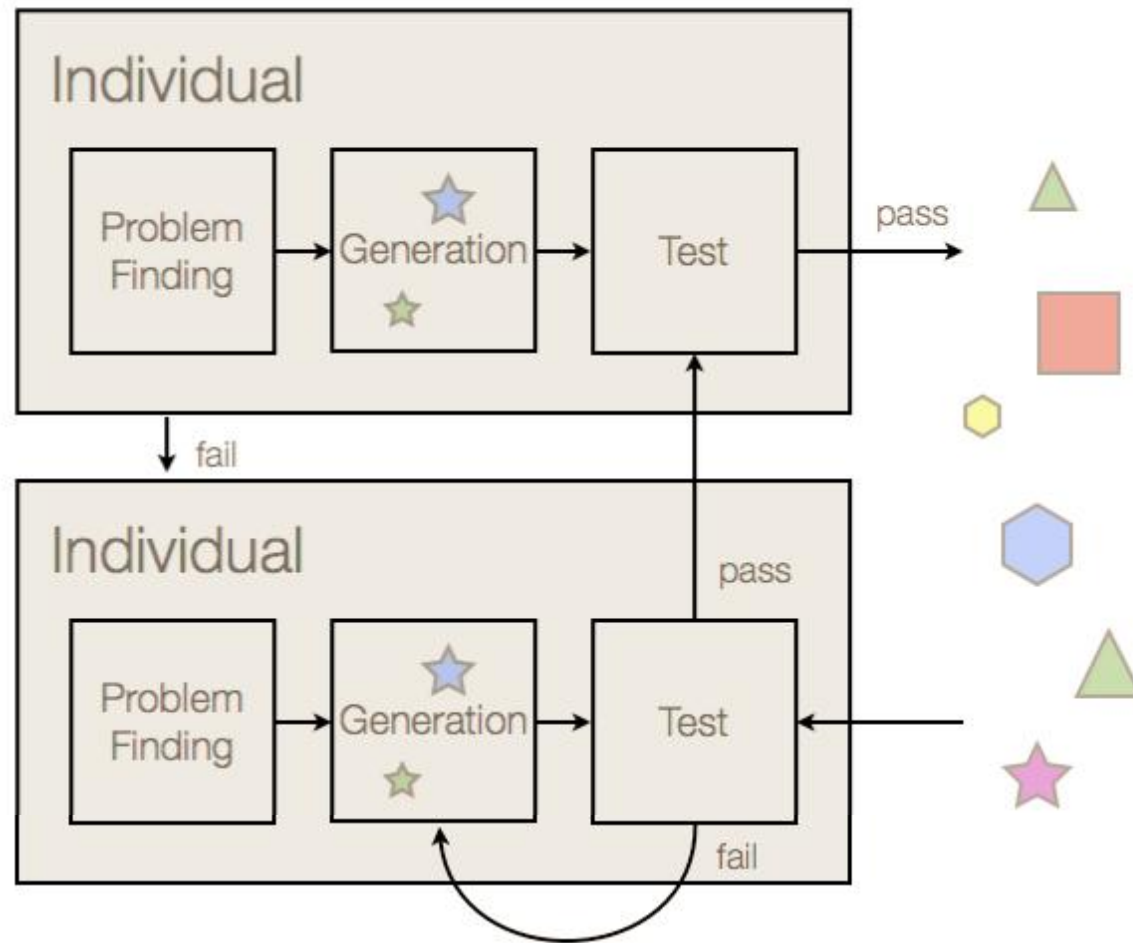 Individual
Problem
Finding
Generation
Test
pass
fail
Individual
Problem
Finding
Generation
Test
pass
fail